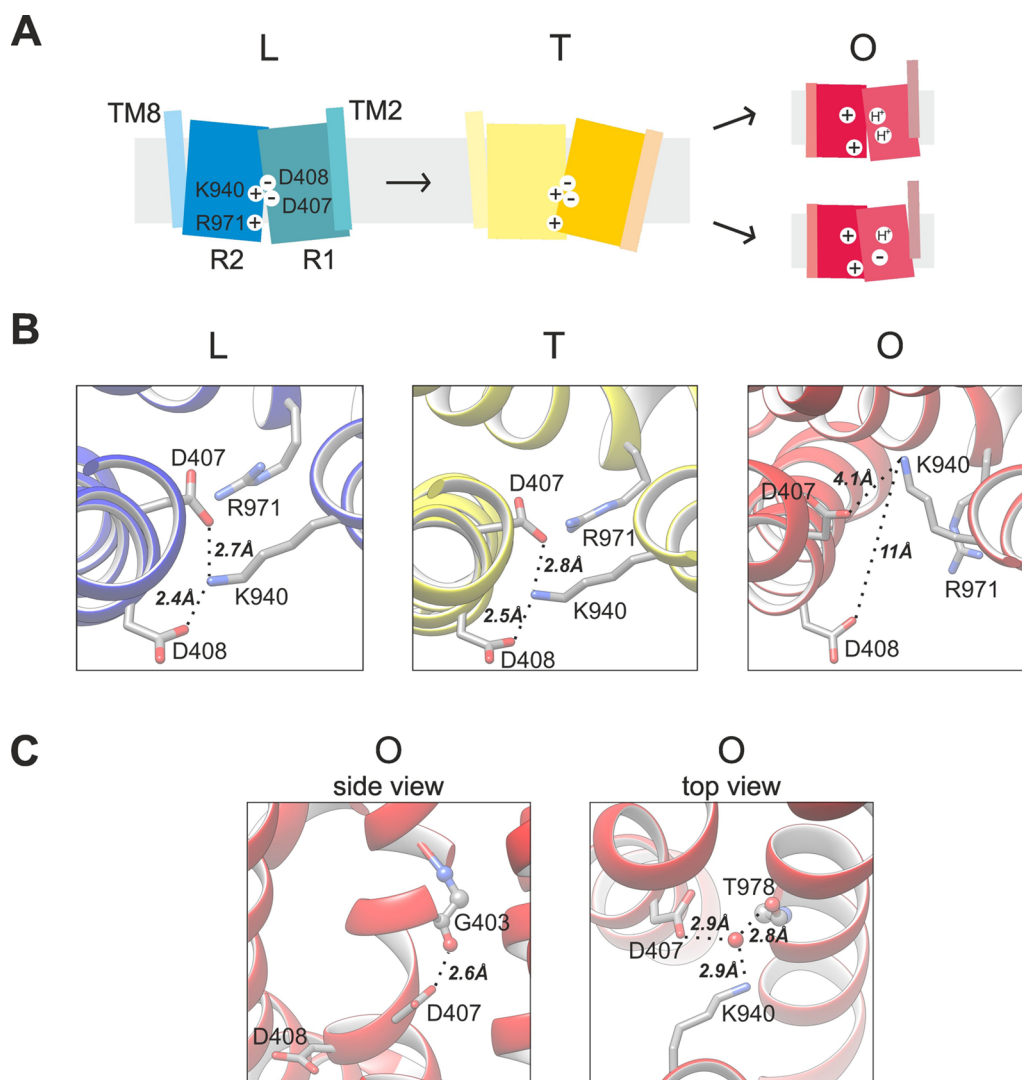 A
L T O
TM8 TM2
K940 + - D408
- D407
R971 +
R2 R1
- + -
+
+ H+
H+
+
+ H+
-
+
B
L T O
D407
R971
2.7Å
2.4Å K940
D408
D407
R971
2.8Å
2.5Å K940
D408
K940
D407 4.1Å
11Å
R971
D408
C
O O
side view top view
G403
2.6Å
D407
D408
T978
2.9Å
D407 2.8Å
2.9Å
K940